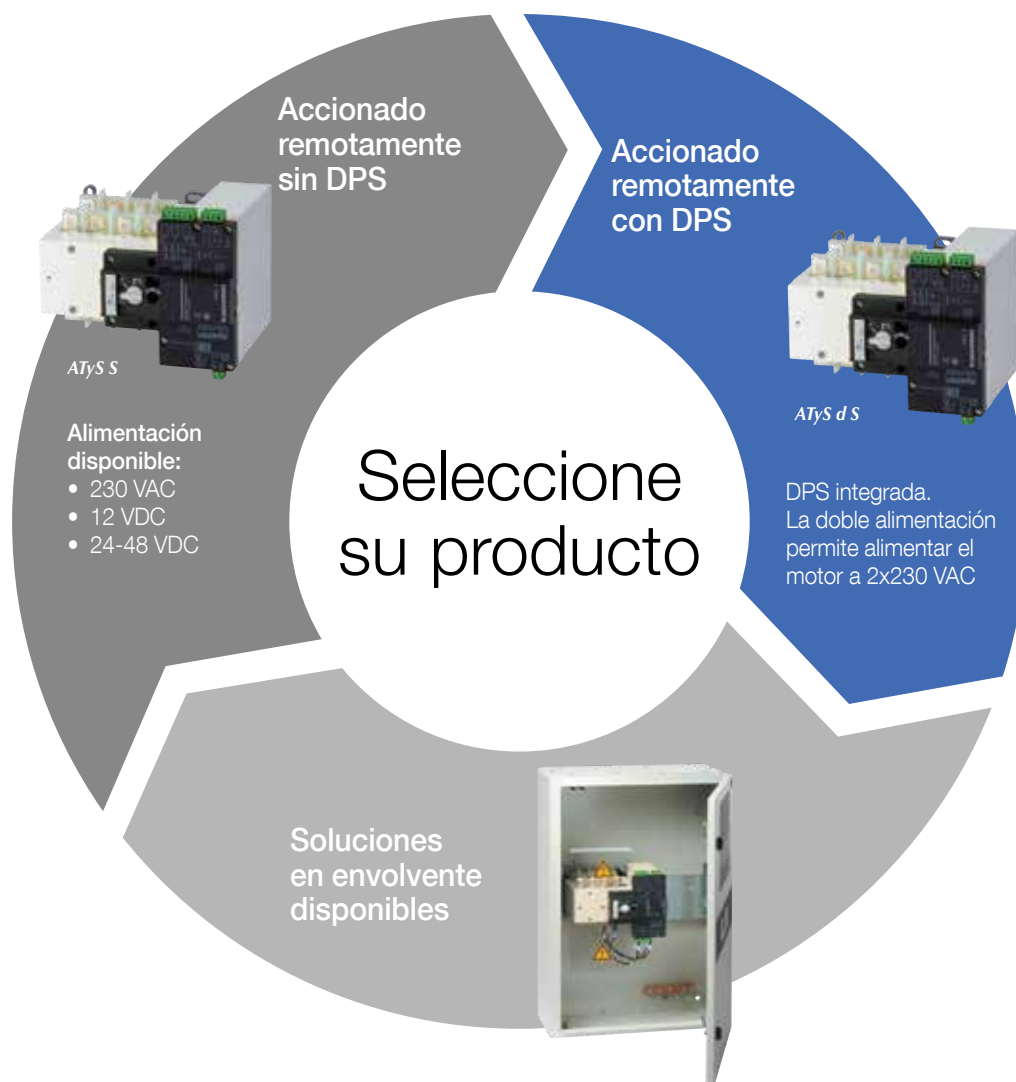 Accionado
remotamente
sin DPS
ATyS S
Alimentación
disponible:
• 230 VAC
• 12 VDC
• 24-48 VDC
Accionado
remotamente
con DPS
ATyS d S
DPS integrada.
La doble alimentación
permite alimentar el
motor a 2x230 VAC
Seleccione
su producto
Soluciones
en envolvente
disponibles